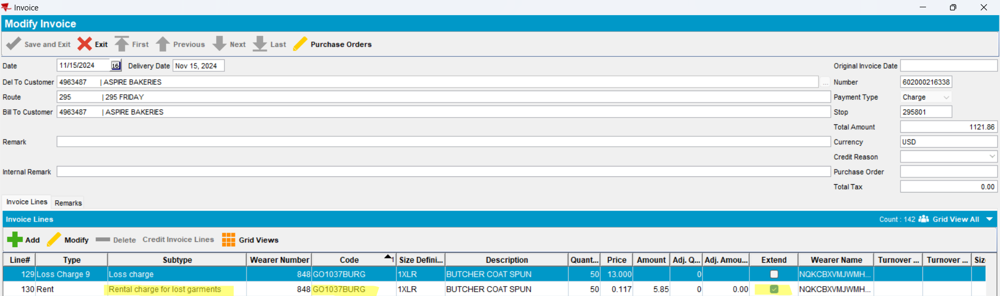 Invoice
Modify Invoice
Save and Exit Exit First Previous Next Last Purchase Orders
Date 11/15/2024 16 Delivery Date Nov 15, 2024 Original Invoice Date
Del To Customer 4963487 | ASPIRE BAKERIES ... Number 602000216338
Route 295 | 295 FRIDAY Payment Type Charge
Bill To Customer 4963487 | ASPIRE BAKERIES Stop 295801
Total Amount 1121.86
Remark Currency USD
Credit Reason
Internal Remark Purchase Order
Total Tax 0.00
Invoice Lines Remarks
Invoice Lines Count : 142 Grid View All
Add Modify Delete Credit Invoice Lines Grid Views
Line# Type Subtype Wearer Number Code 1 Size Defini... Description Quant... Price Amount Adj. Q... Adj. Amou... Extend Wearer Name Turnover ... Turnover ... Siz
129 Loss Charge 9 Loss charge 848 GO1037BURG 1XLR BUTCHER COAT SPUN 50 13.000 0 NQKCBXVMJWMH...
130 Rent Rental charge for lost garments 848 GO1037BURG 1XLR BUTCHER COAT SPUN 50 0.117 5.85 0 0.00 NQKCBXVMJWMH...